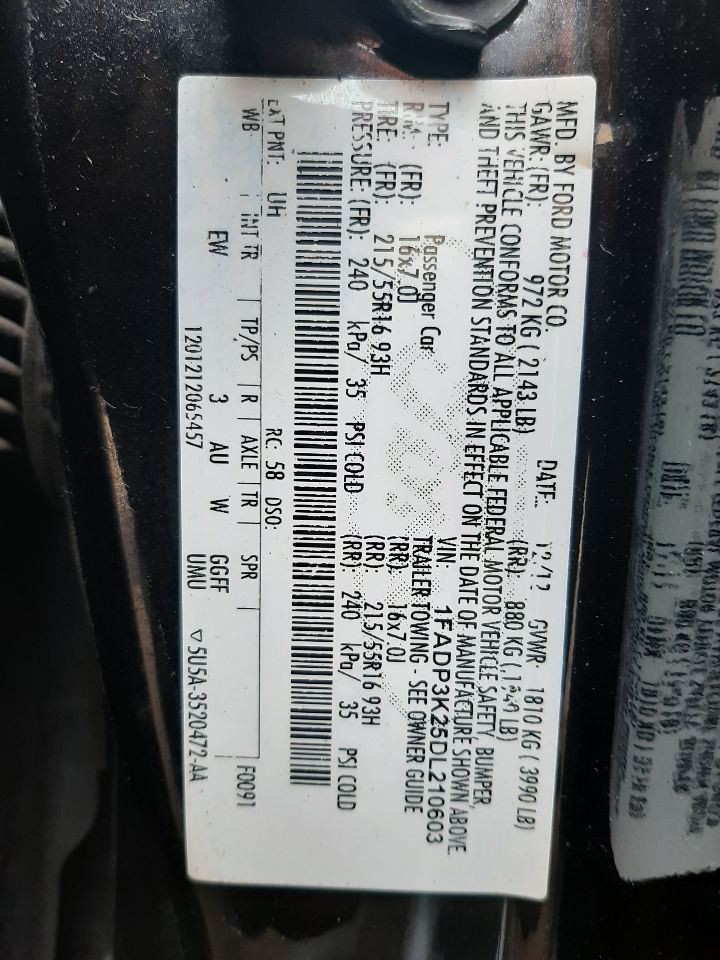 MFD. BY FORD MOTOR CO.
DATE: 12/12 GVWR: 1810 KG ( 3990 LB)
GAWR: (FR): 972 KG ( 2143 LB) (RR): 880 KG ( 1940 LB)
THIS VEHICLE CONFORMS TO ALL APPLICABLE FEDERAL MOTOR VEHICLE SAFETY, BUMPER,
AND THEFT PREVENTION STANDARDS IN EFFECT ON THE DATE OF MANUFACTURE SHOWN ABOVE
VIN: 1FADP3K25DL210603
TYPE: Passenger Car TRAILER TOWING - SEE OWNER GUIDE
RIM: (FR): 16x7.0J (RR): 16x7.0J
TIRE: (FR): 215/55R16 93H (RR): 215/55R16 93H
PRESSURE: (FR): 240 kPa/ 35 PSI COLD (RR): 240 kPa/ 35 PSI COLD
EXT PNT: UH RC: 58 DSO: F0091
WB INT TR TP/PS R AXLE TR SPR
EW 3 AU W GGFF
120121206S457 UMU ▽5U5A-3520472-AA